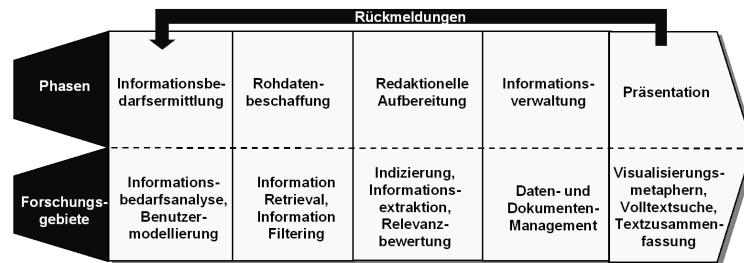 Rückmeldungen
Phasen
Informationsbe-
darfsermittlung
Rohdaten-
beschaffung
Redaktionelle
Aufbereitung
Informations-
verwaltung
Präsentation
Forschungs-
gebiete
Informations-
bedarfsanalyse,
Benutzer-
modellierung
Information
Retrieval,
Information
Filtering
Indizierung,
Informations-
extraktion,
Relevanz-
bewertung
Daten- und
Dokumenten-
Management
Visualisierungs-
metaphern,
Volltextsuche,
Textzusammen-
fassung